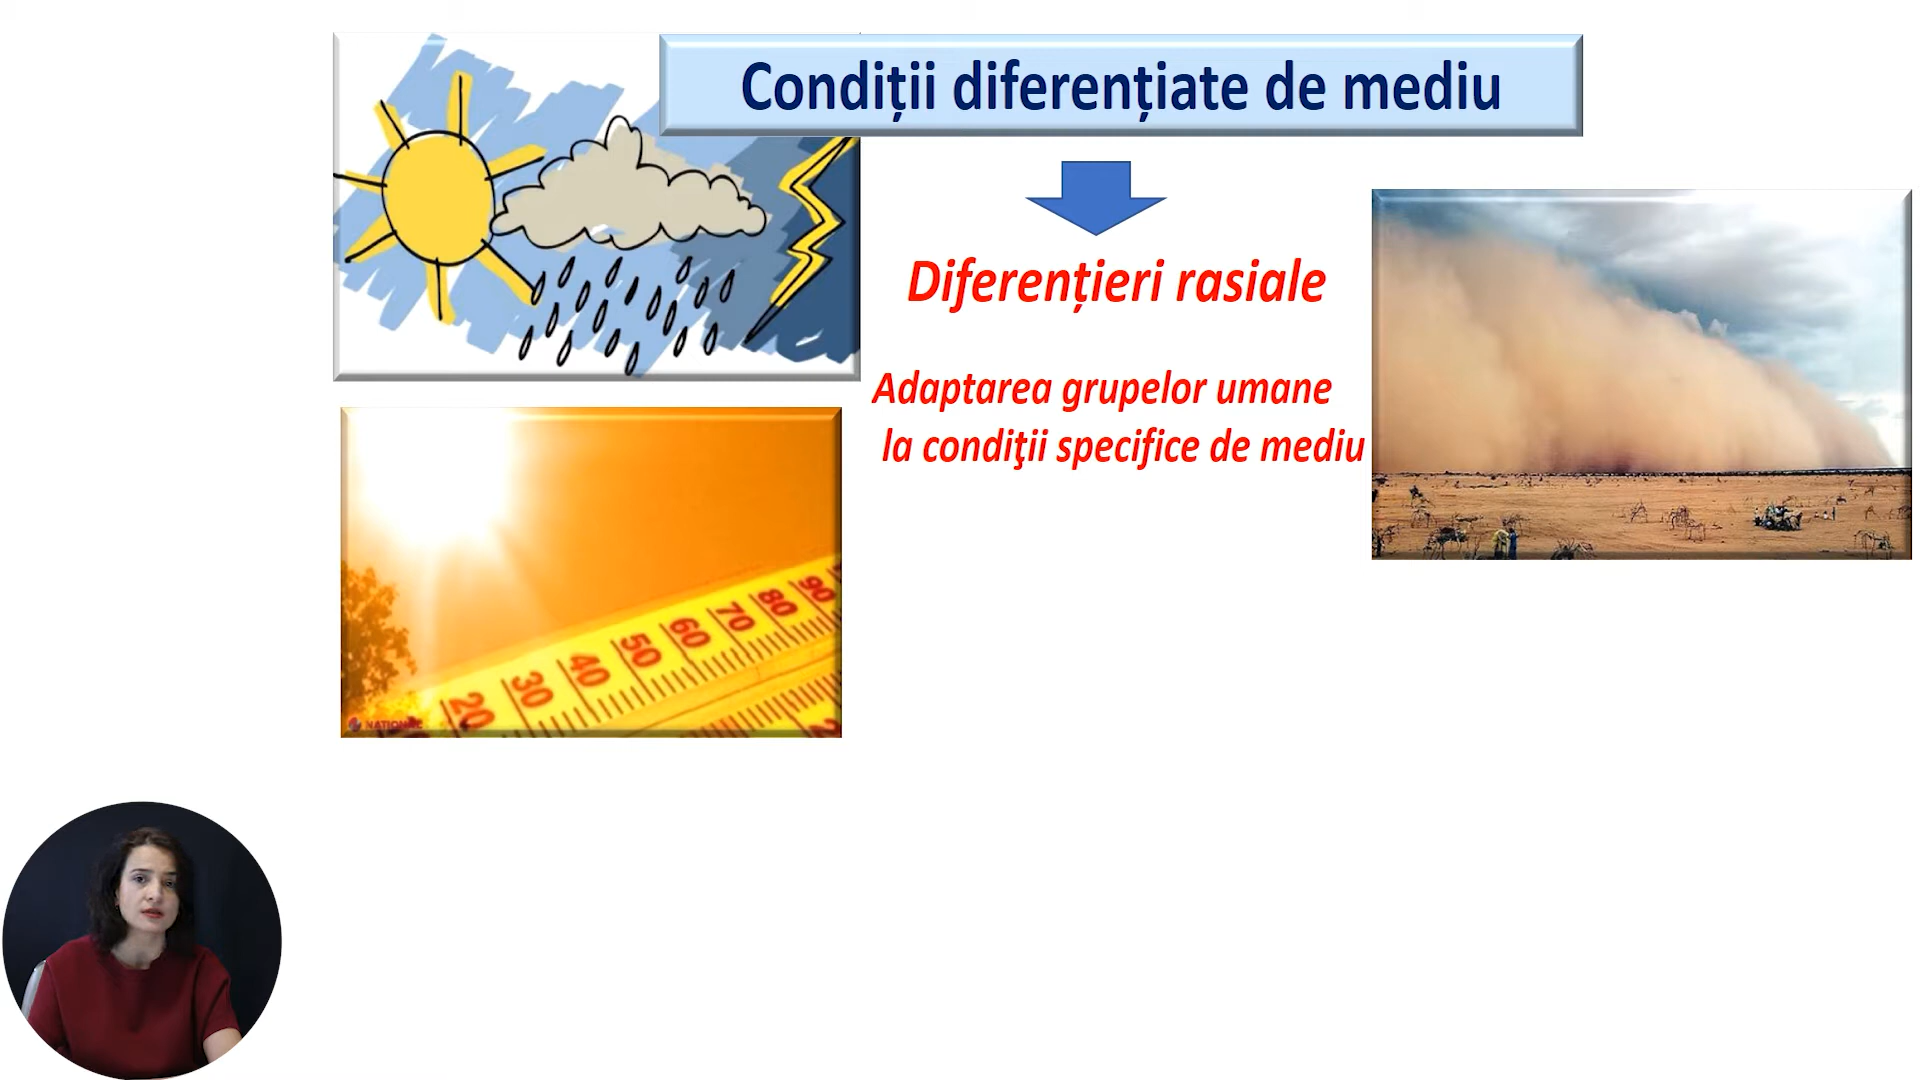 Condiții diferențiate de mediu
Diferențieri rasiale
Adaptarea grupelor umane
la condiţii specifice de mediu
20 30 40 50 60 70 80 90